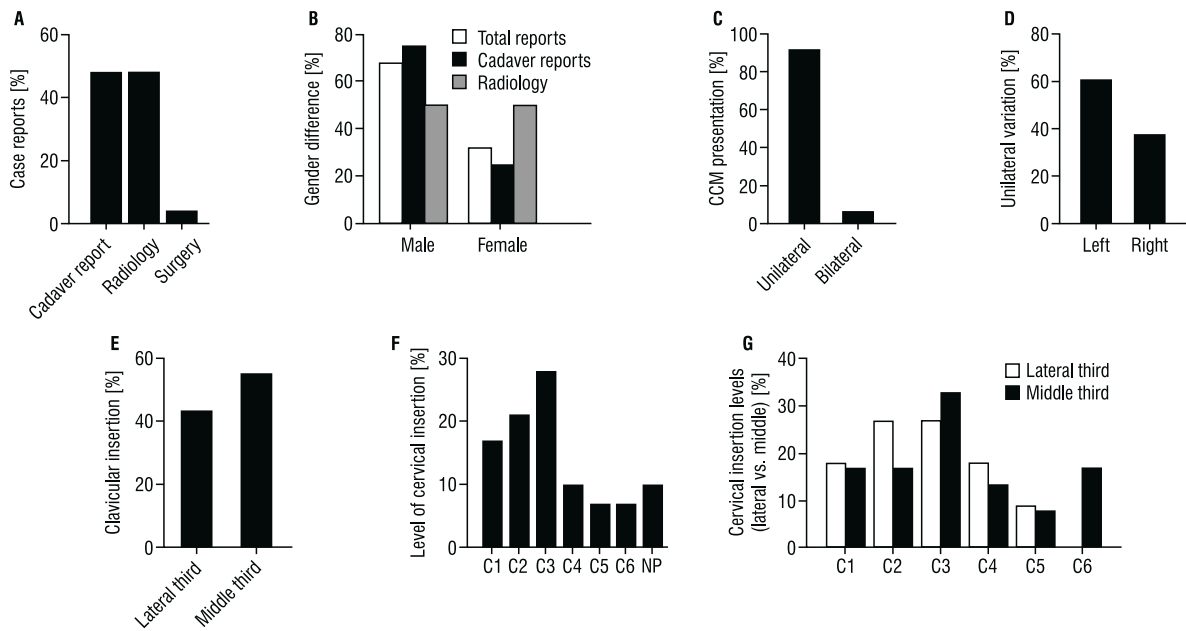 A
Case reports [%]
60
40
20
0
Cadaver report
Radiology
Surgery
B
Gender difference [%]
80
60
40
20
0
Total reports
Cadaver reports
Radiology
Male Female
C
CCM presentation [%]
100
80
60
40
20
0
Unilateral
Bilateral
D
Unilateral variation [%]
80
60
40
20
0
Left Right
E
Clavicular insertion [%]
60
40
20
0
Lateral third
Middle third
F
Level of cervical insertion [%]
30
20
10
0
C1 C2 C3 C4 C5 C6 NP
G
Cervical insertion levels
(lateral vs. middle) [%]
40
30
20
10
0
Lateral third
Middle third
C1 C2 C3 C4 C5 C6